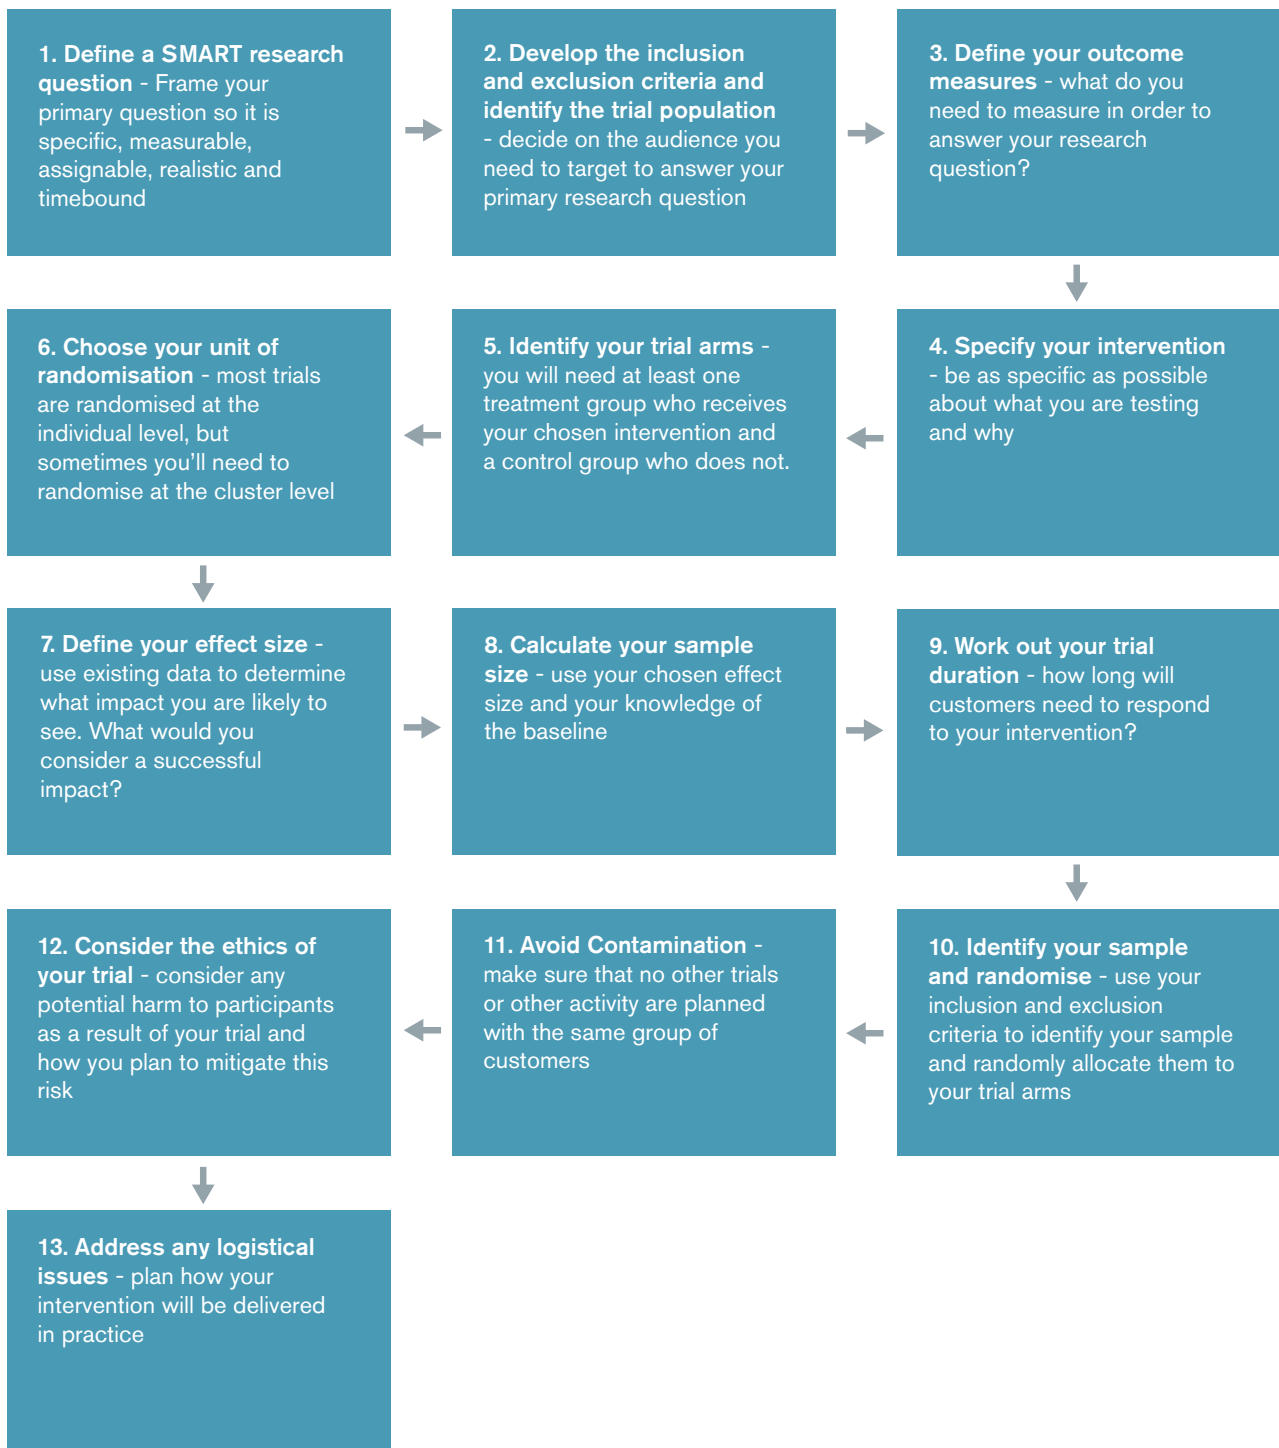 1. Define a SMART research
question - Frame your
primary question so it is
specific, measurable,
assignable, realistic and
timebound
2. Develop the inclusion
and exclusion criteria and
identify the trial population
- decide on the audience you
need to target to answer your
primary research question
3. Define your outcome
measures - what do you
need to measure in order to
answer your research
question?
4. Specify your intervention
- be as specific as possible
about what you are testing
and why
5. Identify your trial arms -
you will need at least one
treatment group who receives
your chosen intervention and
a control group who does not.
6. Choose your unit of
randomisation - most trials
are randomised at the
individual level, but
sometimes you'll need to
randomise at the cluster level
7. Define your effect size -
use existing data to determine
what impact you are likely to
see. What would you
consider a successful
impact?
8. Calculate your sample
size - use your chosen effect
size and your knowledge of
the baseline
9. Work out your trial
duration - how long will
customers need to respond
to your intervention?
10. Identify your sample
and randomise - use your
inclusion and exclusion
criteria to identify your sample
and randomly allocate them to
your trial arms
11. Avoid Contamination -
make sure that no other trials
or other activity are planned
with the same group of
customers
12. Consider the ethics of
your trial - consider any
potential harm to participants
as a result of your trial and
how you plan to mitigate this
risk
13. Address any logistical
issues - plan how your
intervention will be delivered
in practice